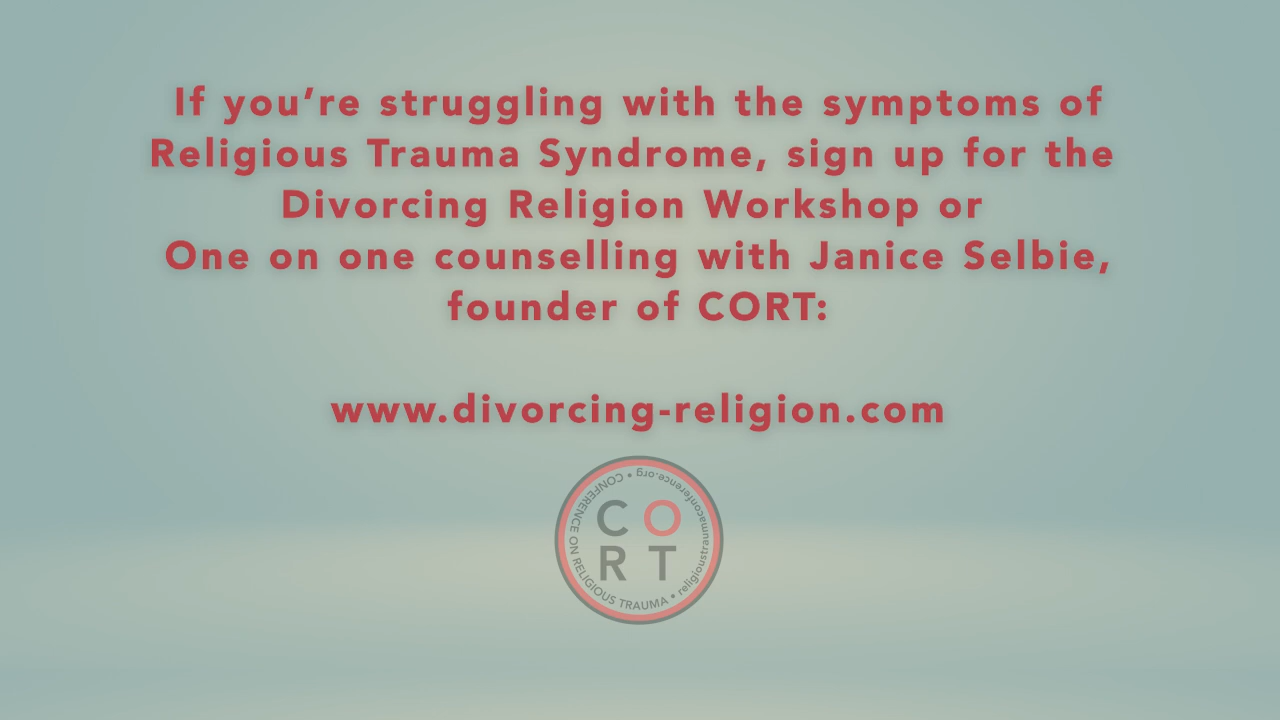 If you’re struggling with the symptoms of
Religious Trauma Syndrome, sign up for the
Divorcing Religion Workshop or
One on one counselling with Janice Selbie,
founder of CORT:
www.divorcing-religion.com
C O
R T
CONFERENCE ON RELIGIOUS TRAUMA • religioustraumaconference.org •